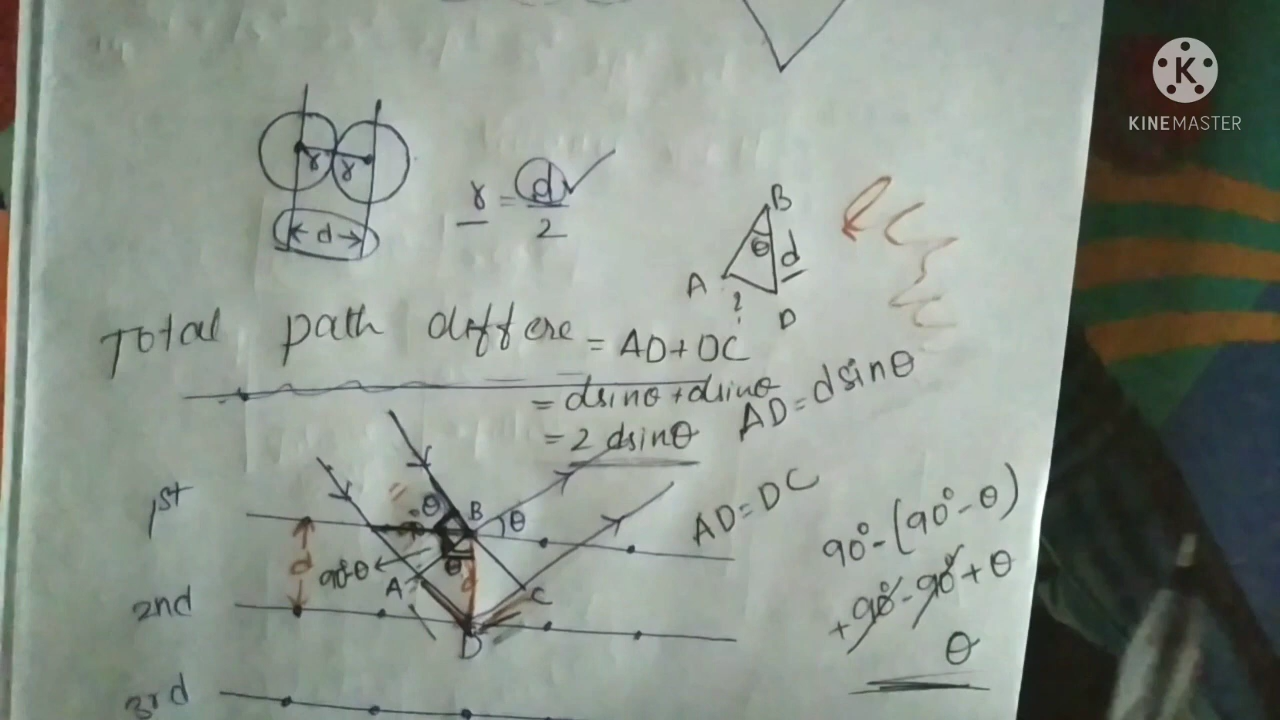 KINEMASTER
r r
← d →
r = d/2
B
θ d
A
?
D
Total path differe = AD+DC
= dsinθ+dsinθ
= 2 dsinθ
AD=dsinθ
AD=DC
90°-(90°-θ)
+90°-90°+θ
θ
1st
θ B θ
d
90°-θ
θ d
A
C
2nd
D
3rd